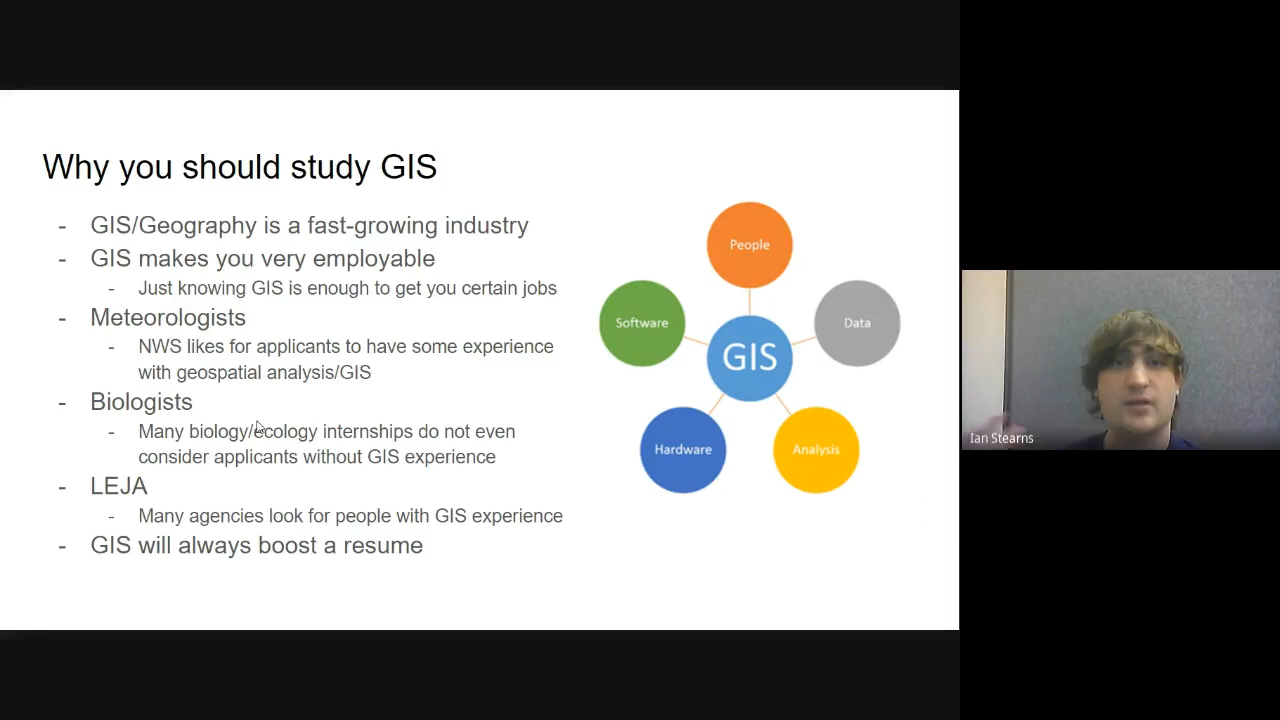 Why you should study GIS
- GIS/Geography is a fast-growing industry
- GIS makes you very employable
- Just knowing GIS is enough to get you certain jobs
- Meteorologists
- NWS likes for applicants to have some experience
with geospatial analysis/GIS
- Biologists
- Many biology/ecology internships do not even
consider applicants without GIS experience
- LEJA
- Many agencies look for people with GIS experience
- GIS will always boost a resume
People
Software
Data
GIS
Hardware
Analysis
Ian Stearns